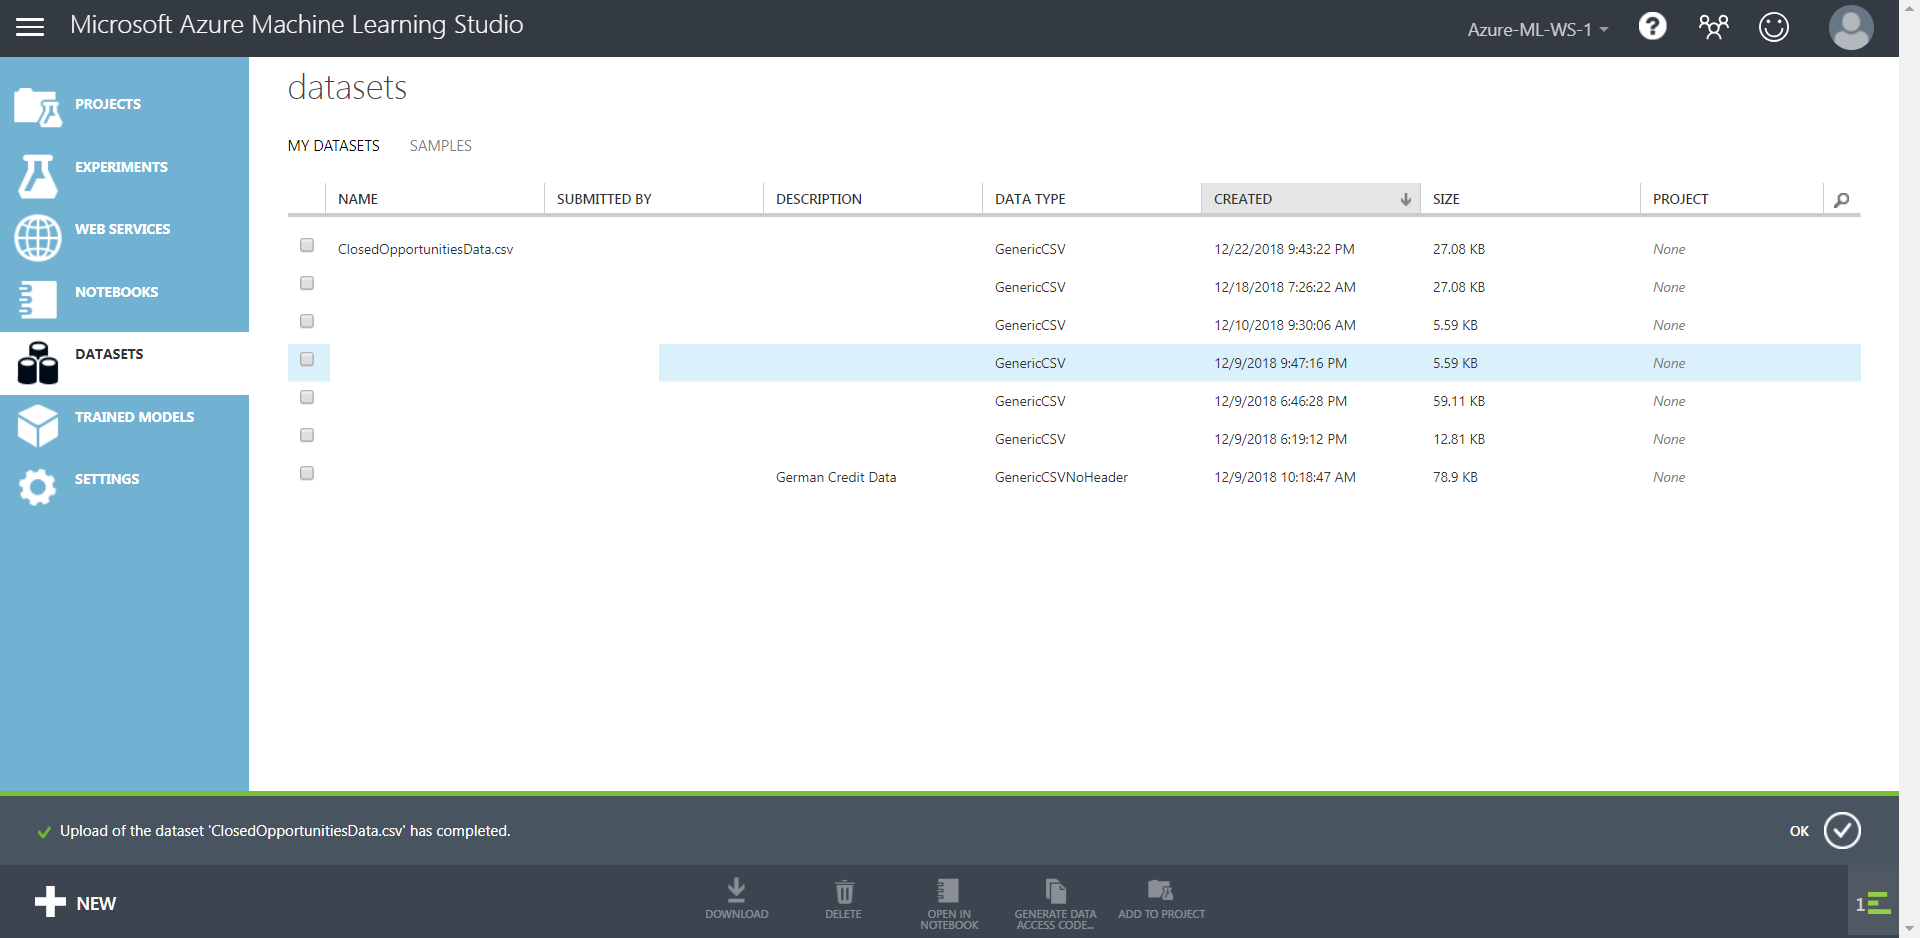 Microsoft Azure Machine Learning Studio
Azure-ML-WS-1
?
PROJECTS
EXPERIMENTS
WEB SERVICES
NOTEBOOKS
DATASETS
TRAINED MODELS
SETTINGS
datasets
MY DATASETS SAMPLES
NAME SUBMITTED BY DESCRIPTION DATA TYPE CREATED SIZE PROJECT
ClosedOpportunitiesData.csv GenericCSV 12/22/2018 9:43:22 PM 27.08 KB None
GenericCSV 12/18/2018 7:26:22 AM 27.08 KB None
GenericCSV 12/10/2018 9:30:06 AM 5.59 KB None
GenericCSV 12/9/2018 9:47:16 PM 5.59 KB None
GenericCSV 12/9/2018 6:46:28 PM 59.11 KB None
GenericCSV 12/9/2018 6:19:12 PM 12.81 KB None
German Credit Data GenericCSVNoHeader 12/9/2018 10:18:47 AM 78.9 KB None
Upload of the dataset 'ClosedOpportunitiesData.csv' has completed.
OK
NEW
DOWNLOAD
DELETE
OPEN IN
NOTEBOOK
GENERATE DATA
ACCESS CODE...
ADD TO PROJECT
1